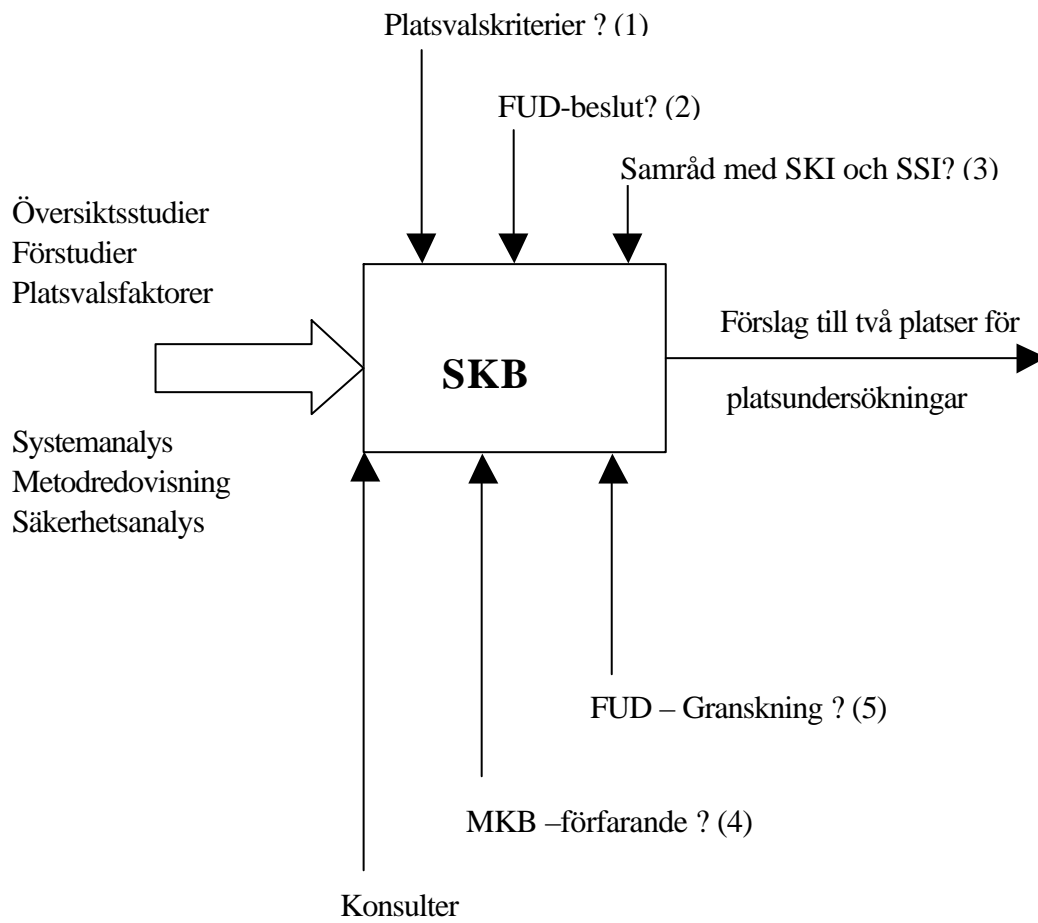 Platsvalskriterier ? (1)
FUD-beslut? (2)
Samråd med SKI och SSI? (3)
Översiktsstudier
Förstudier
Platsvalsfaktorer
Förslag till två platser för
SKB
platsundersökningar
Systemanalys
Metodredovisning
Säkerhetsanalys
FUD – Granskning ? (5)
MKB –förfarande ? (4)
Konsulter